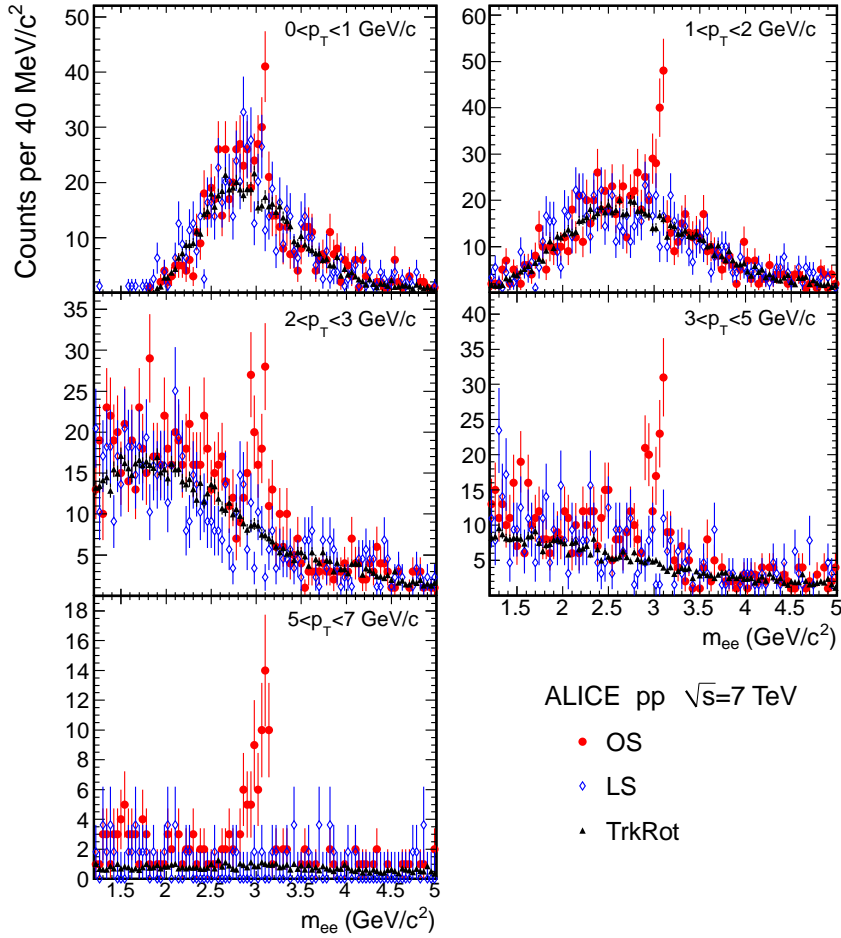 Counts per 40 MeV/c²
0<p_T<1 GeV/c
50
40
30
20
10
1<p_T<2 GeV/c
60
50
40
30
20
10
2<p_T<3 GeV/c
35
30
25
20
15
10
5
3<p_T<5 GeV/c
40
35
30
25
20
15
10
5
1.5 2 2.5 3 3.5 4 4.5 5
m_ee (GeV/c²)
5<p_T<7 GeV/c
18
16
14
12
10
8
6
4
2
0
1.5 2 2.5 3 3.5 4 4.5 5
m_ee (GeV/c²)
ALICE pp √s=7 TeV
OS
LS
TrkRot